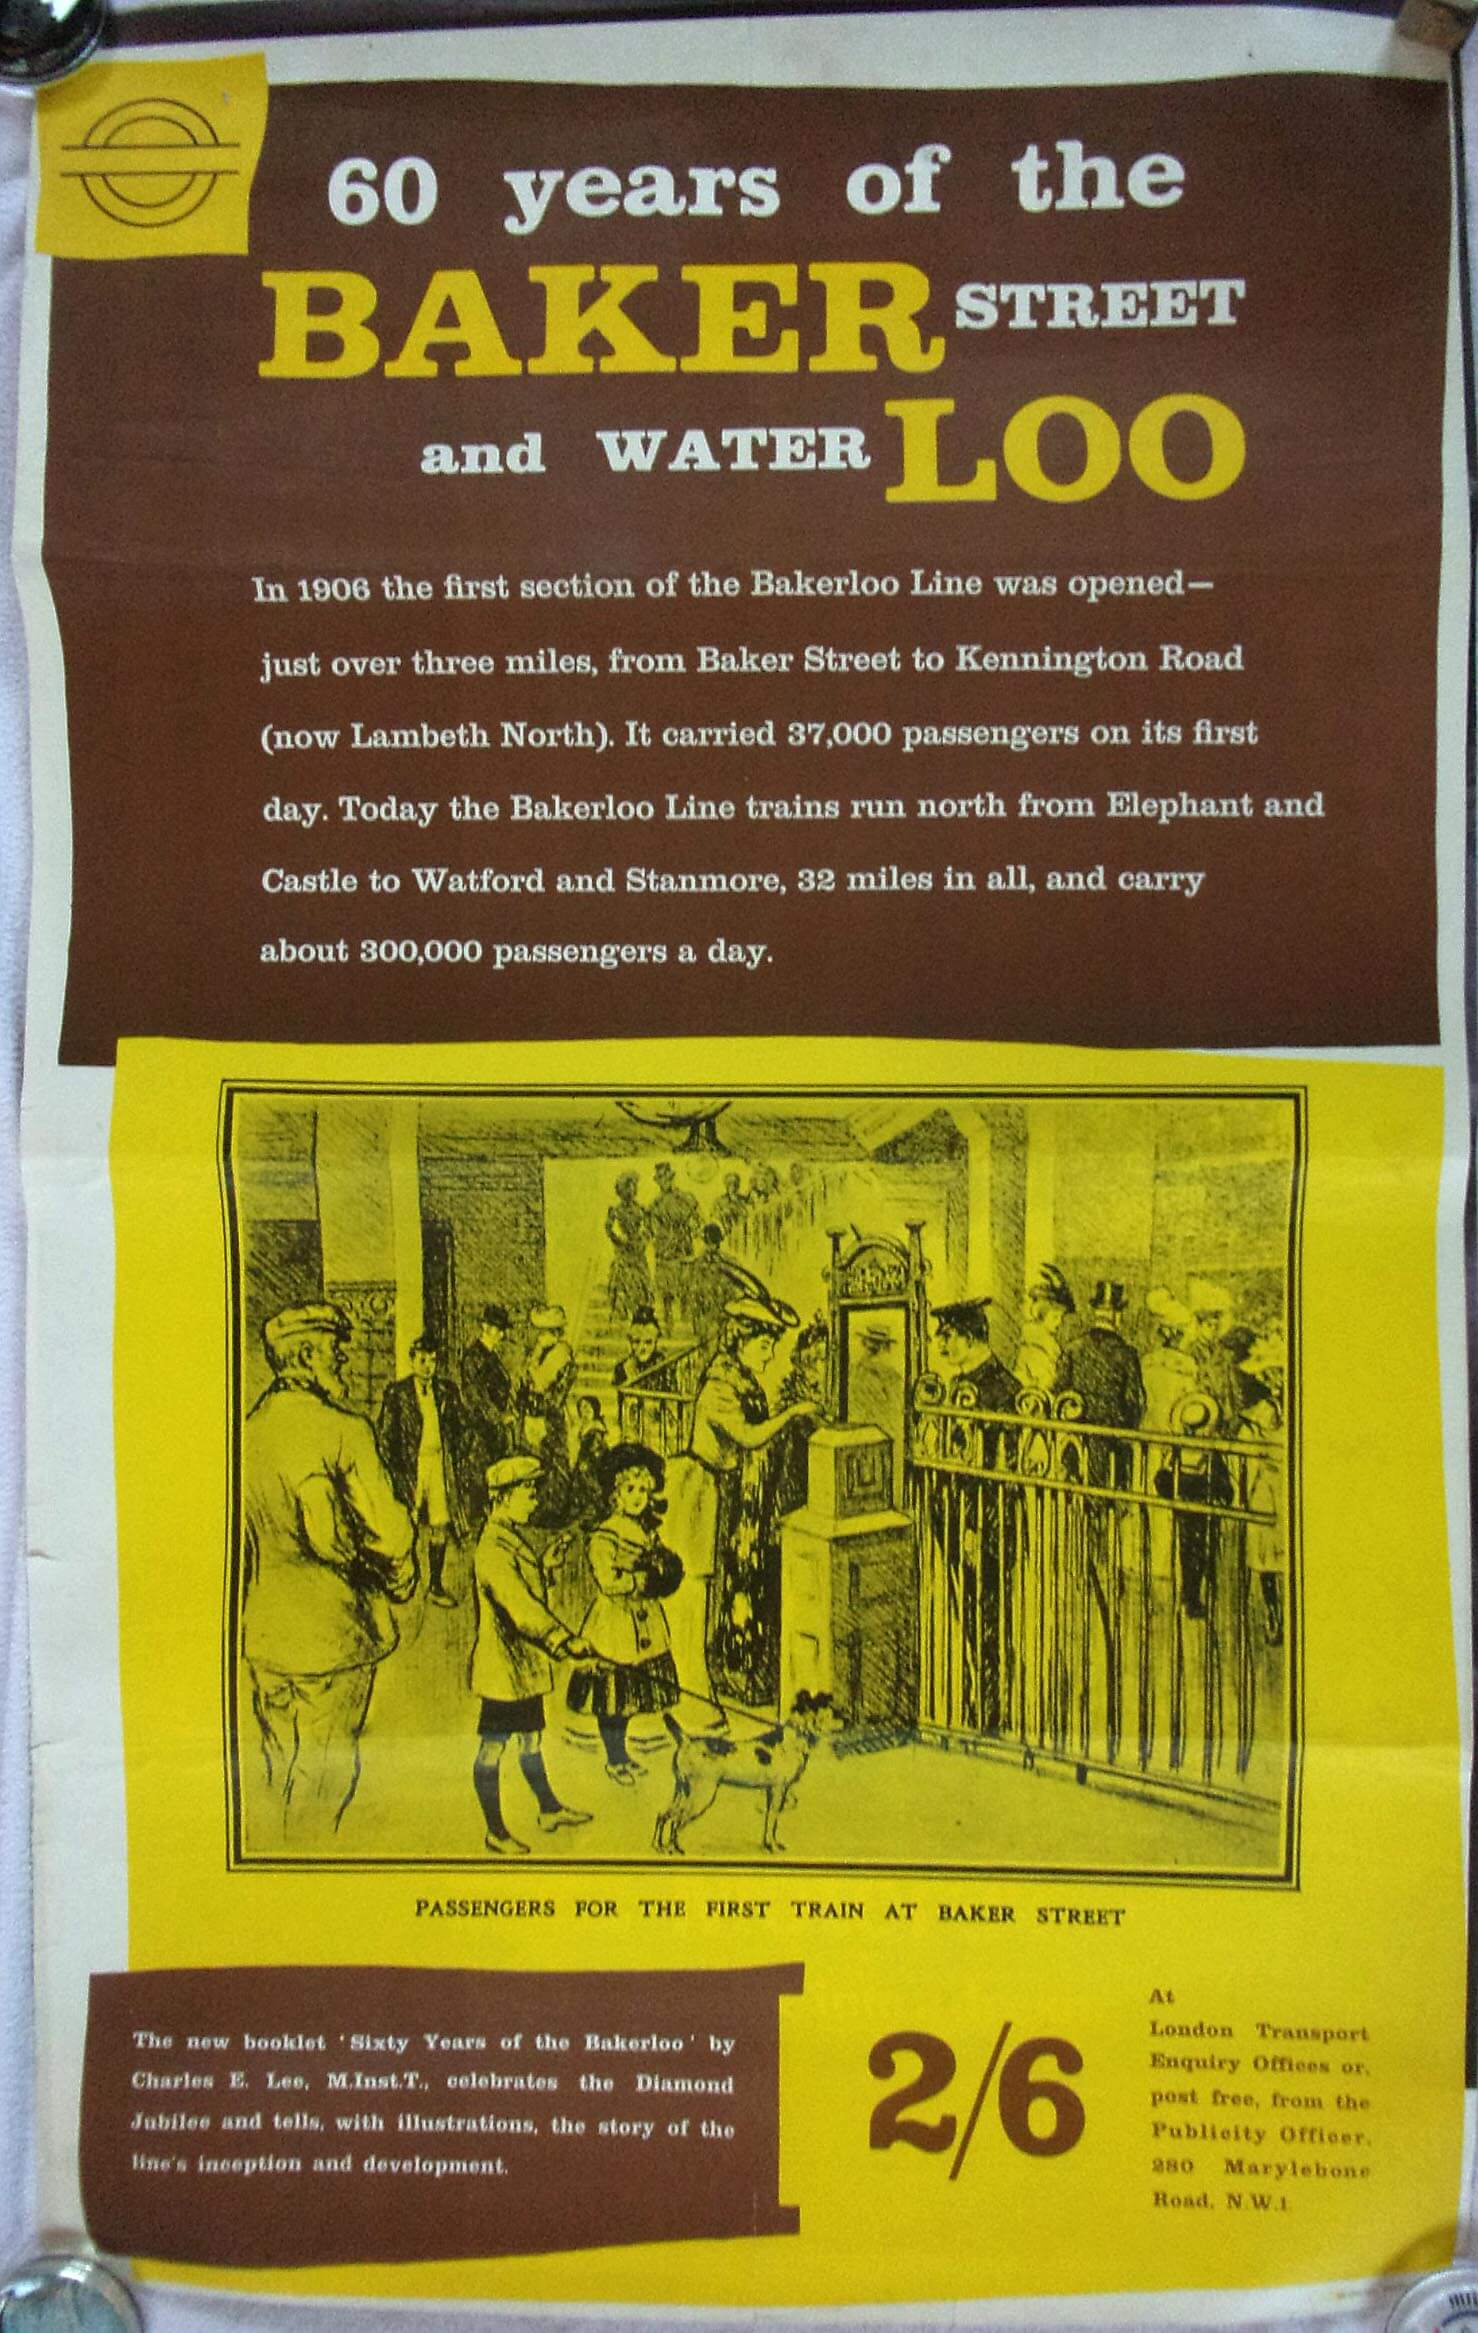 60 years of the
BAKER STREET
and WATERLOO
In 1906 the first section of the Bakerloo Line was opened—
just over three miles, from Baker Street to Kennington Road
(now Lambeth North). It carried 37,000 passengers on its first
day. Today the Bakerloo Line trains run north from Elephant and
Castle to Watford and Stanmore, 32 miles in all, and carry
about 300,000 passengers a day.
PASSENGERS FOR THE FIRST TRAIN AT BAKER STREET
The new booklet 'Sixty Years of the Bakerloo' by
Charles E. Lee, M.Inst.T., celebrates the Diamond
Jubilee and tells, with illustrations, the story of the
line's inception and development.
2/6
At
London Transport
Enquiry Offices or,
post free, from the
Publicity Officer,
280 Marylebone
Road, N.W.1.